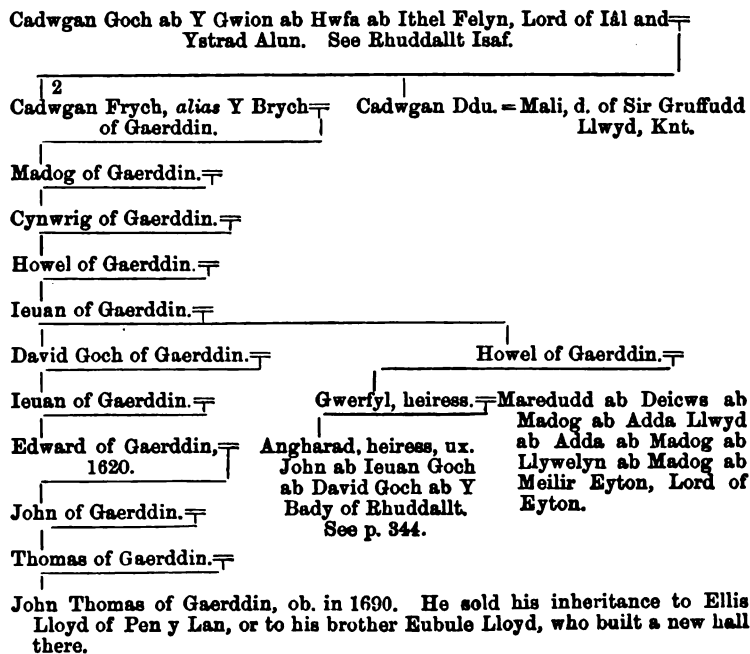 Cadwgan Goch ab Y Gwion ab Hwfa ab Ithel Felyn, Lord of Iâl and
Ystrad Alun. See Rhuddallt Isaf.
2
Cadwgan Frych, alias Y Brych
of Gaerddin.
Cadwgan Ddu. = Mali, d. of Sir Gruffudd
Llwyd, Knt.
Madog of Gaerddin.
Cynwrig of Gaerddin.
Howel of Gaerddin.
Ieuan of Gaerddin.
David Goch of Gaerddin.
Howel of Gaerddin.
Ieuan of Gaerddin.
Gwerfyl, heiress.
Maredudd ab Deicws ab
Madog ab Adda Llwyd
ab Adda ab Madog ab
Llywelyn ab Madog ab
Meilir Eyton, Lord of
Eyton.
Edward of Gaerddin,
1620.
Angharad, heiress, ux.
John ab Ieuan Goch
ab David Goch ab Y
Bady of Rhuddallt.
See p. 344.
John of Gaerddin.
Thomas of Gaerddin.
John Thomas of Gaerddin, ob. in 1690. He sold his inheritance to Ellis
Lloyd of Pen y Lan, or to his brother Eubule Lloyd, who built a new hall
there.